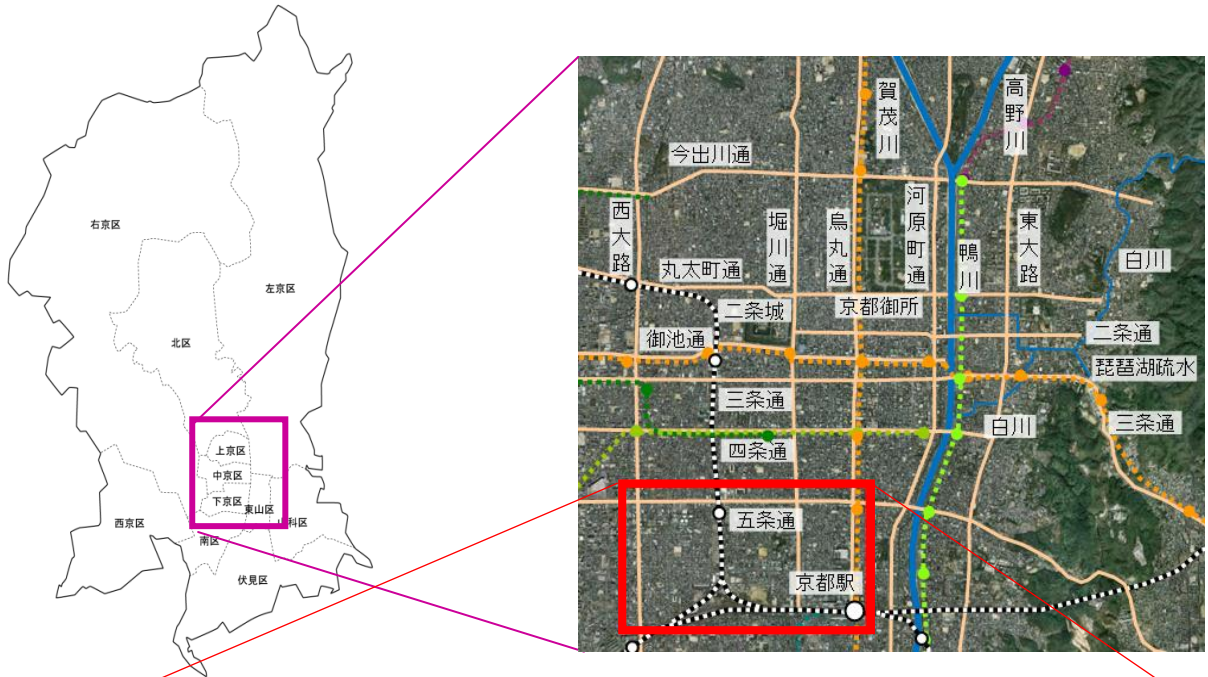 右京区
左京区
北区
上京区
中京区
下京区
東山区
山科区
西京区
南区
伏見区
賀茂川
高野川
今出川通
西大路
堀川通
烏丸通
河原町通
鴨川
東大路
白川
丸太町通
二条城
京都御所
御池通
二条通
琵琶湖疏水
三条通
三条通
白川
四条通
五条通
京都駅